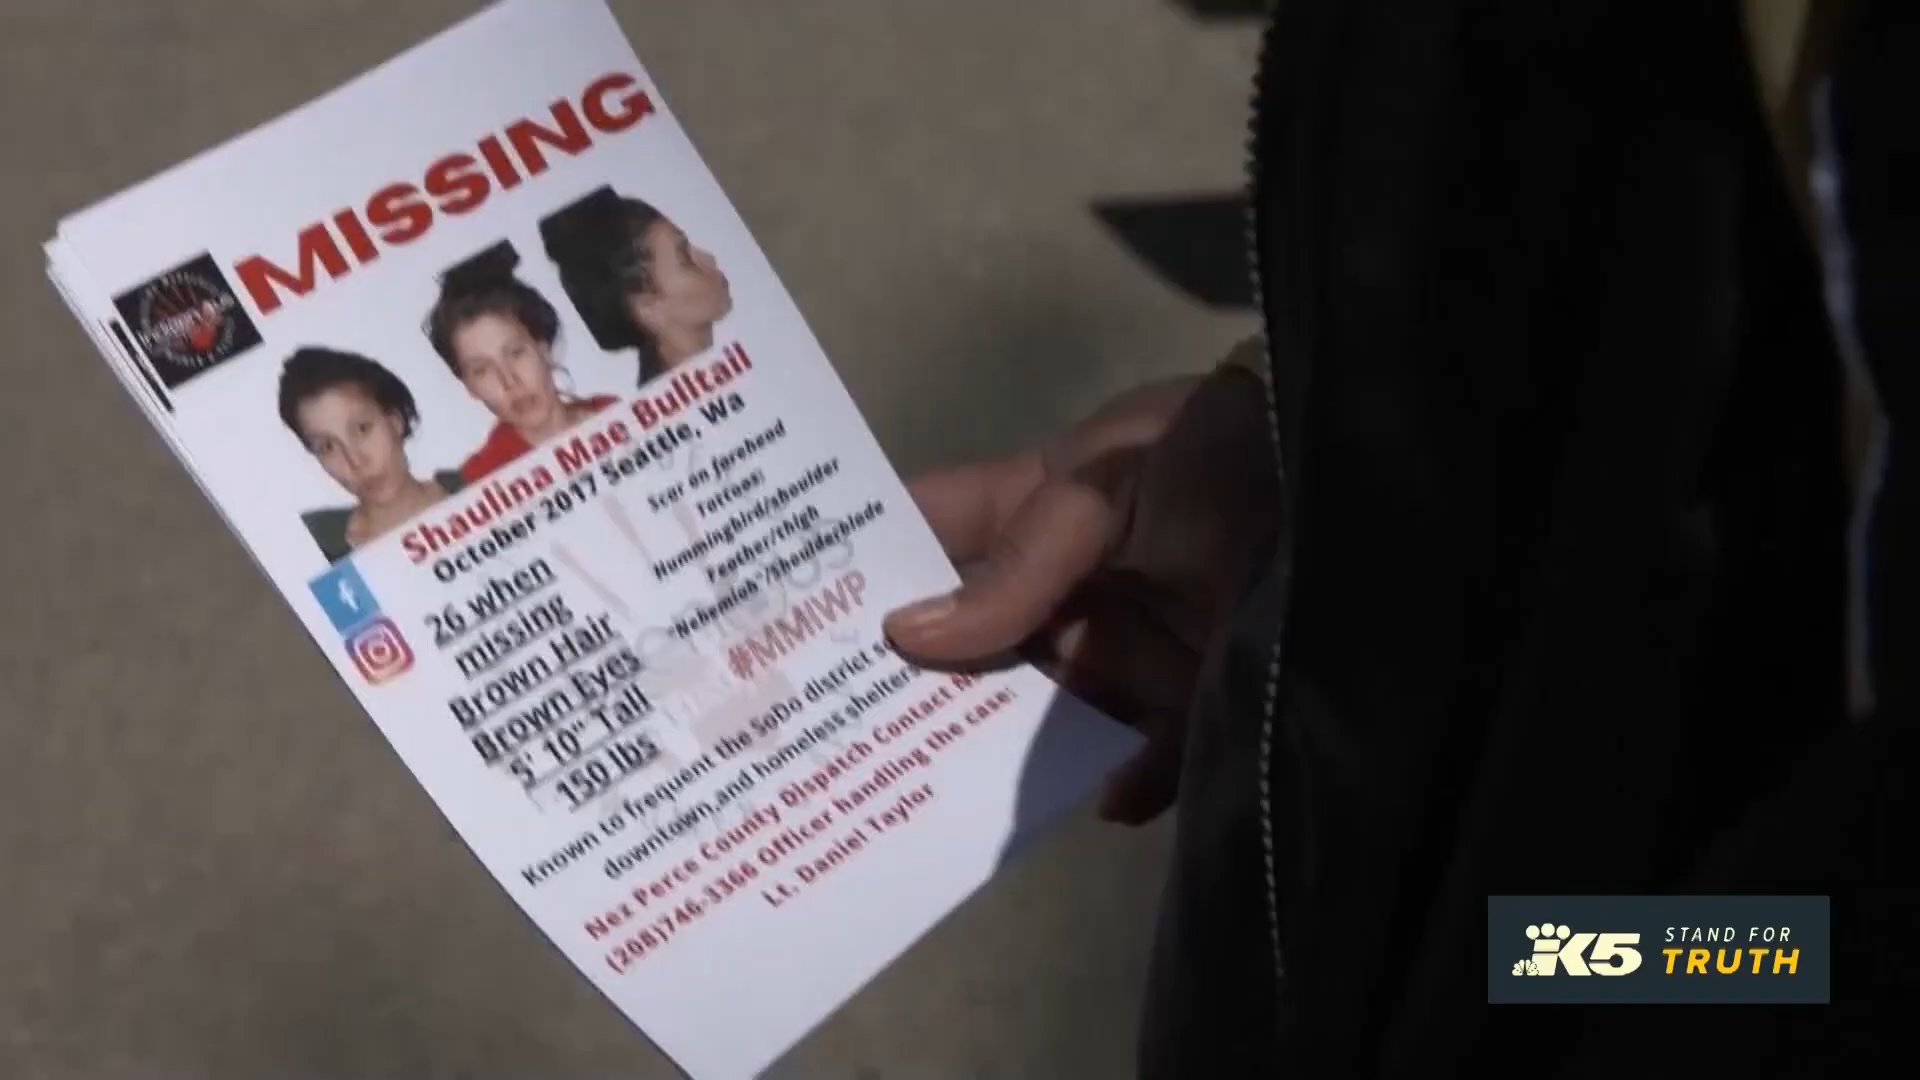 MISSING
Shaulina Mae Bulltail
October 2017 Seattle, Wa
26 when
missing
Brown Hair
Brown Eyes
5' 10" Tall
150 lbs
Scar on forehead
Tattoos:
Hummingbird/shoulder
Feather/thigh
"Nehemiah"/Shoulderblade
#MMIWP
Known to frequent the SoDo district
downtown,and homeless shelters
Nez Perce County Dispatch Contact
(208)746-3366 Officer handling the case:
Lt. Daniel Taylor
K5
STAND FOR
TRUTH